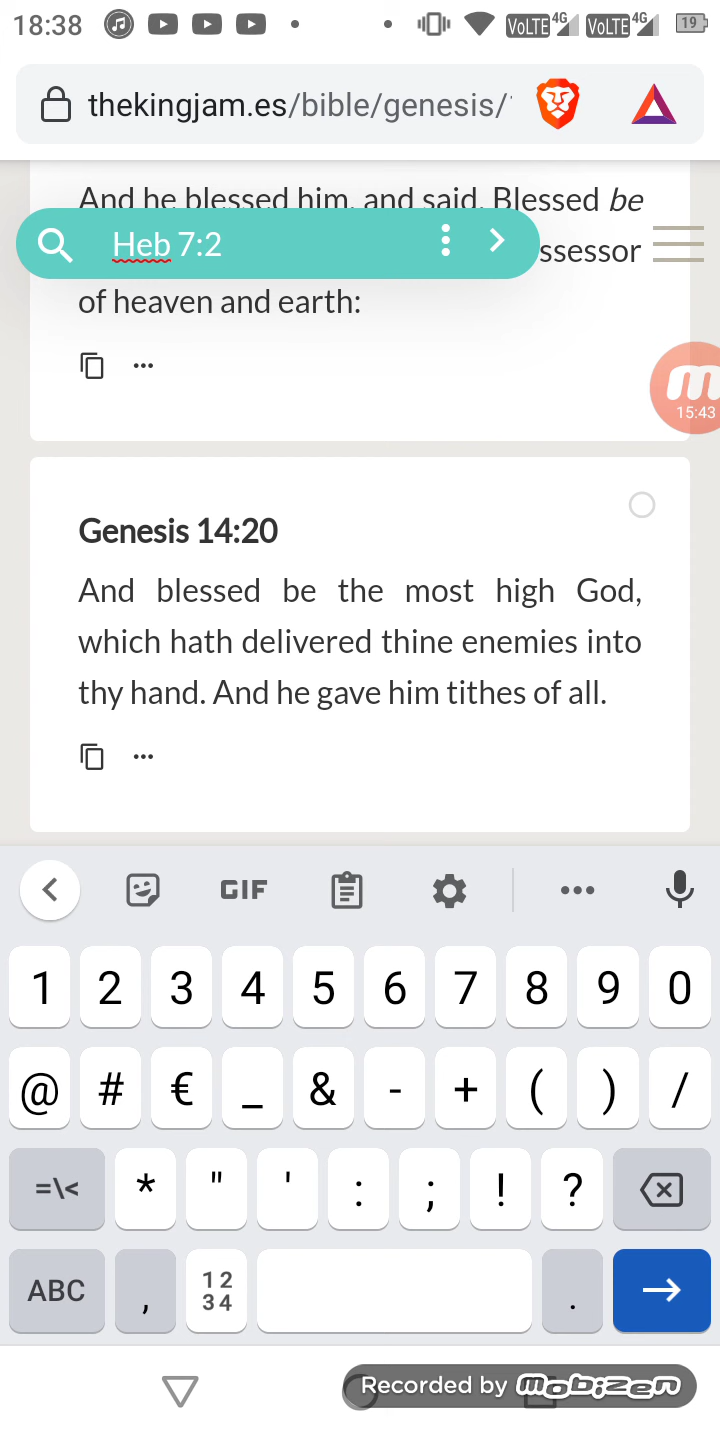 18:38
VoLTE 4G VoLTE 4G 19
thekingjam.es/bible/genesis/
And he blessed him, and said, Blessed be
Heb 7:2
ssessor
of heaven and earth:
15:43
Genesis 14:20
And blessed be the most high God,
which hath delivered thine enemies into
thy hand. And he gave him tithes of all.
GIF
1 2 3 4 5 6 7 8 9 0
@ # € _ & - + ( ) /
=\< * " ' : ; ! ?
ABC , 12 34 .
Recorded by mobizen